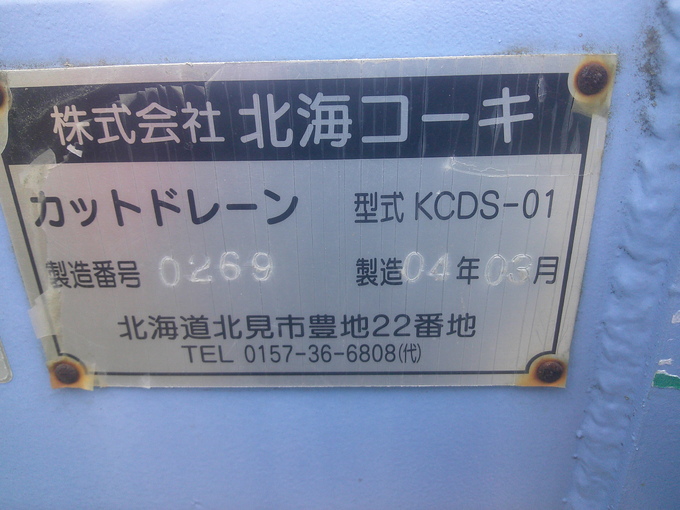 株式会社 北海コーキ
カットドレーン 型式 KCDS-01
製造番号 0269 製造 04年03月
北海道北見市豊地22番地
TEL 0157-36-6808(代)